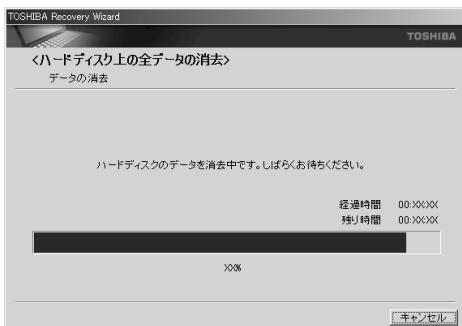 TOSHIBA Recovery Wizard
TOSHIBA
<ハードディスク上の全データの消去>
データの消去
ハードディスクのデータを消去中です。しばらくお待ちください。
経過時間 00:XX:XX
残り時間 00:XX:XX
XX%
キャンセル